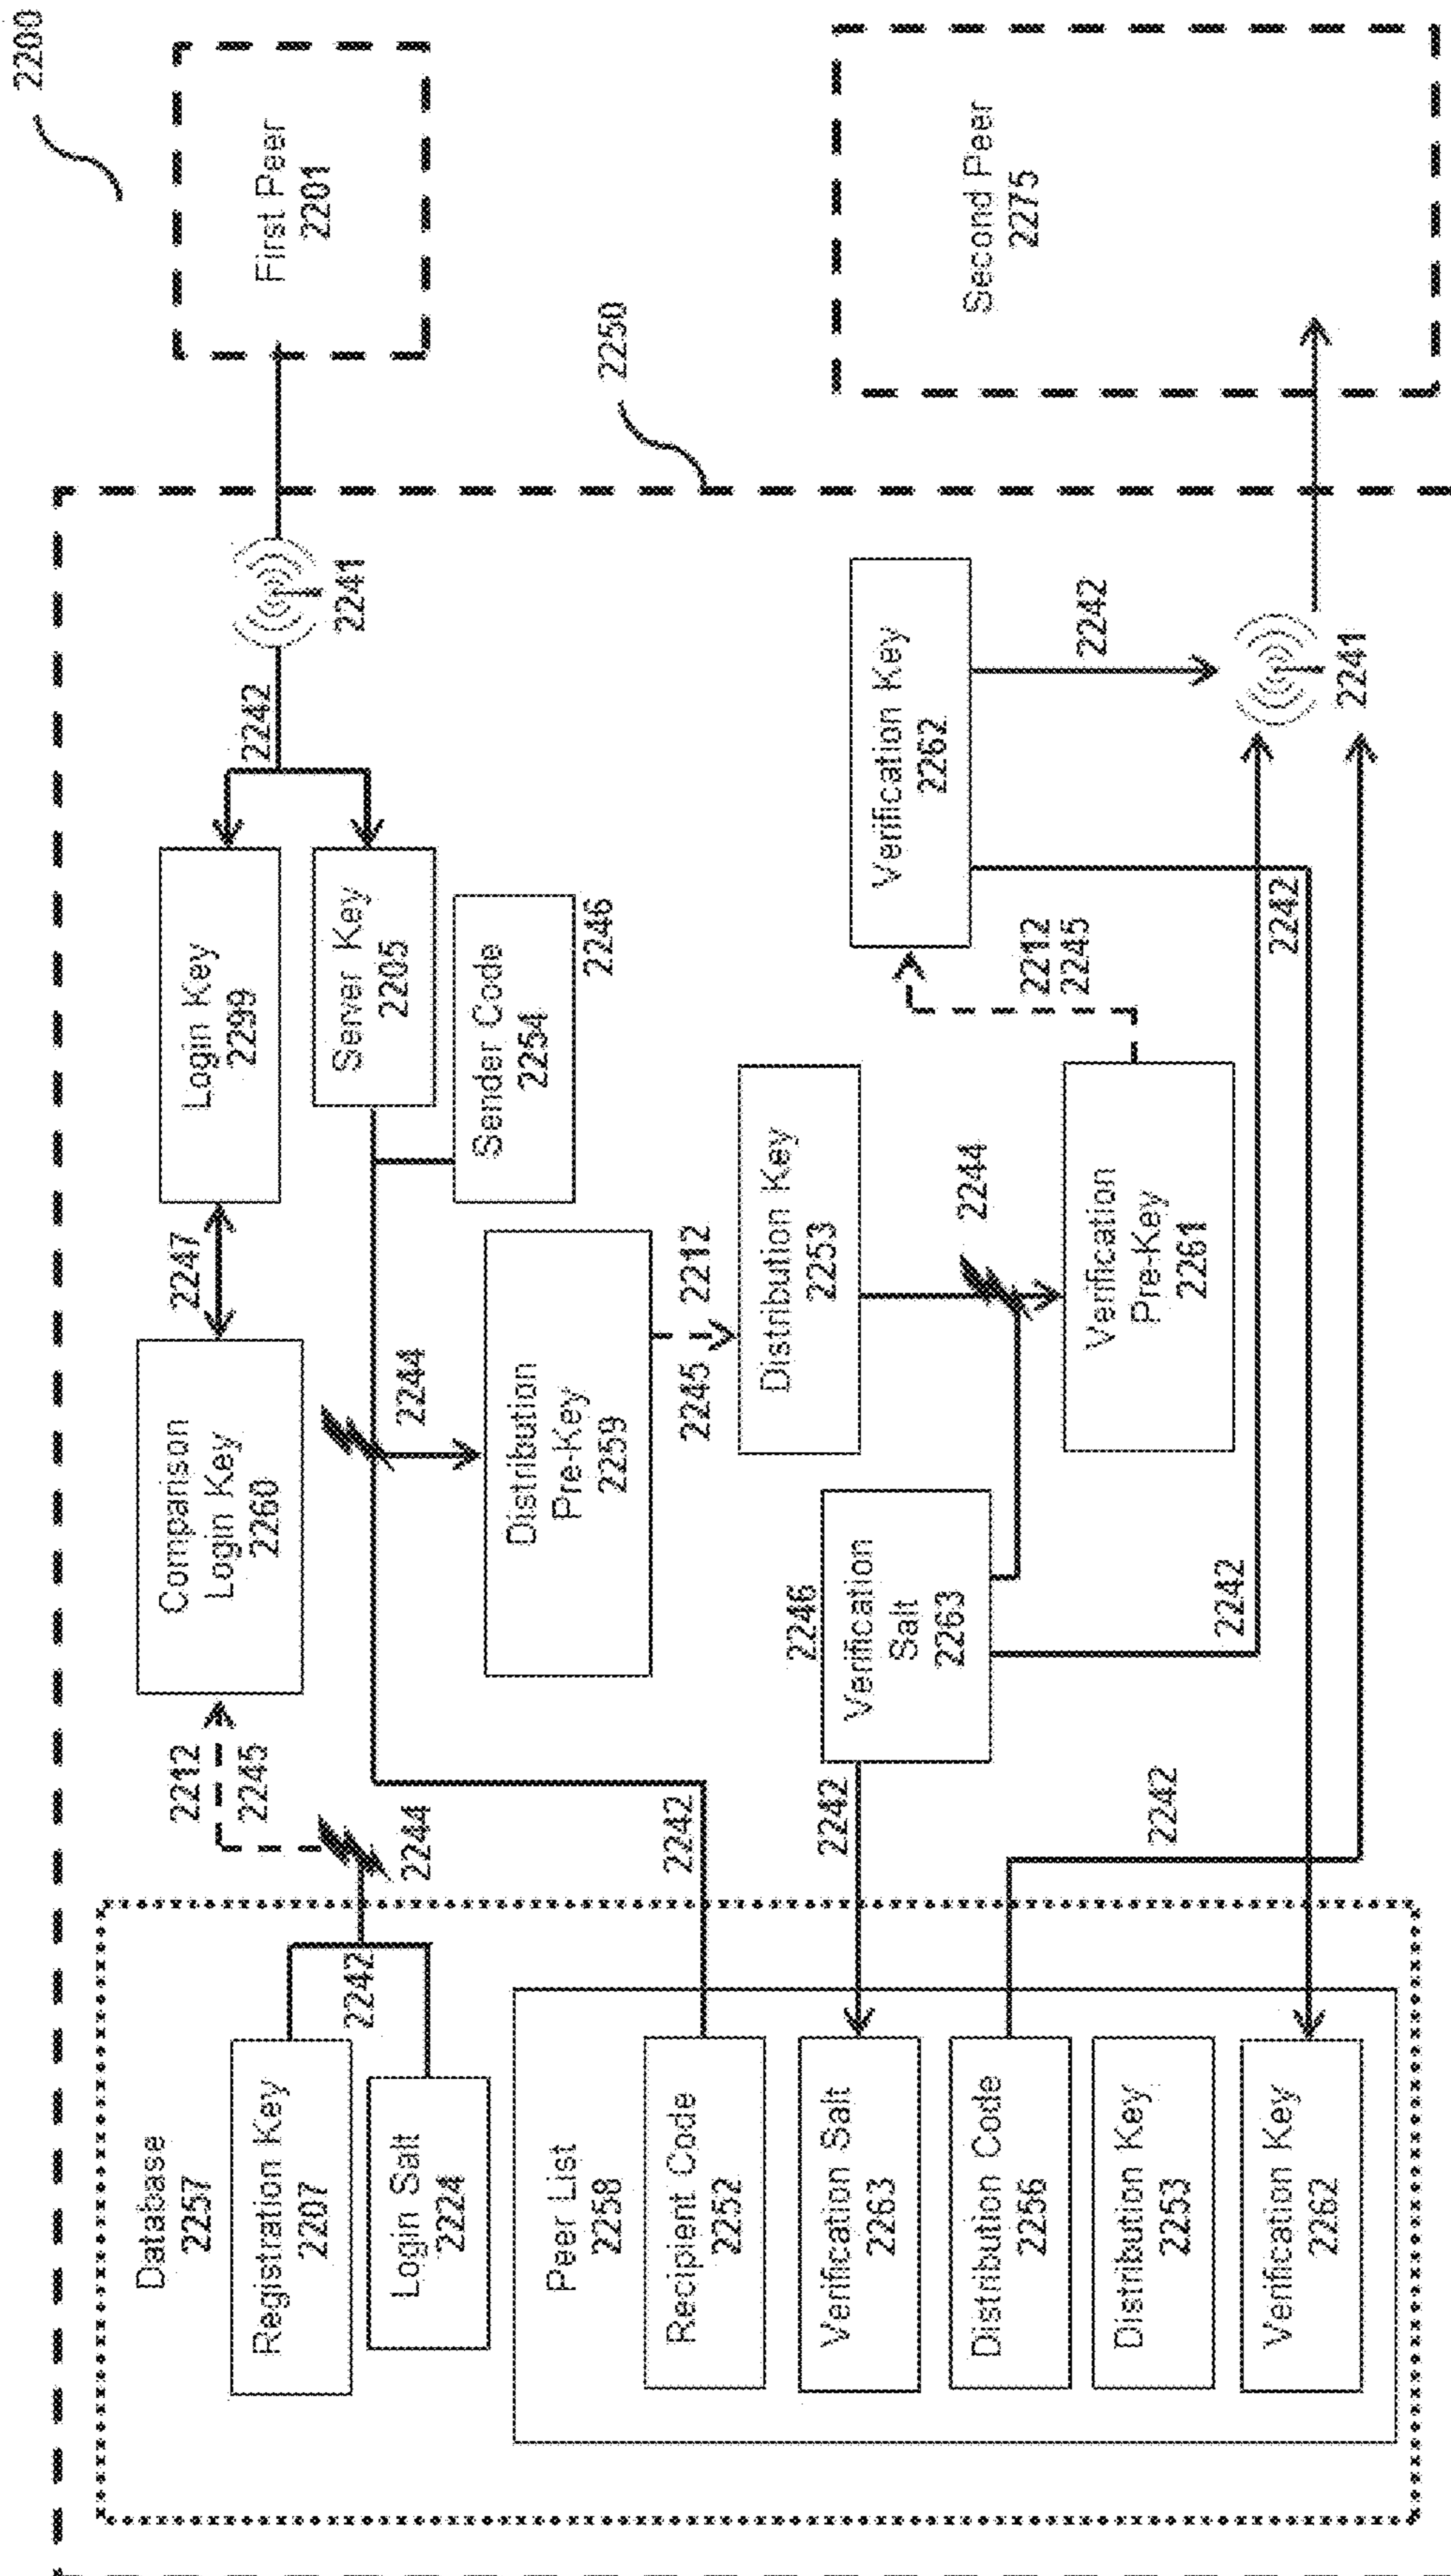 2200
Database
2257
Registration Key
2207
Login Salt
2224
2242
2212
2245
2244
Comparison
Login Key
2260
2247
Login Key
2299
Server Key
2205
Sender Code
2254
2246
2242
2241
First Peer
2201
Peer List
2258
Recipient Code
2252
2242
2244
Distribution
Pre-Key
2259
2245
2212
Distribution Key
2253
2250
Verification Salt
2263
2242
2246
Verification
Salt
2263
2244
Verification
Pre-Key
2261
2212
2245
Verification Key
2262
2242
Second Peer
2275
Distribution Code
2256
2242
Distribution Key
2253
2242
Verification Key
2262
2242
2241